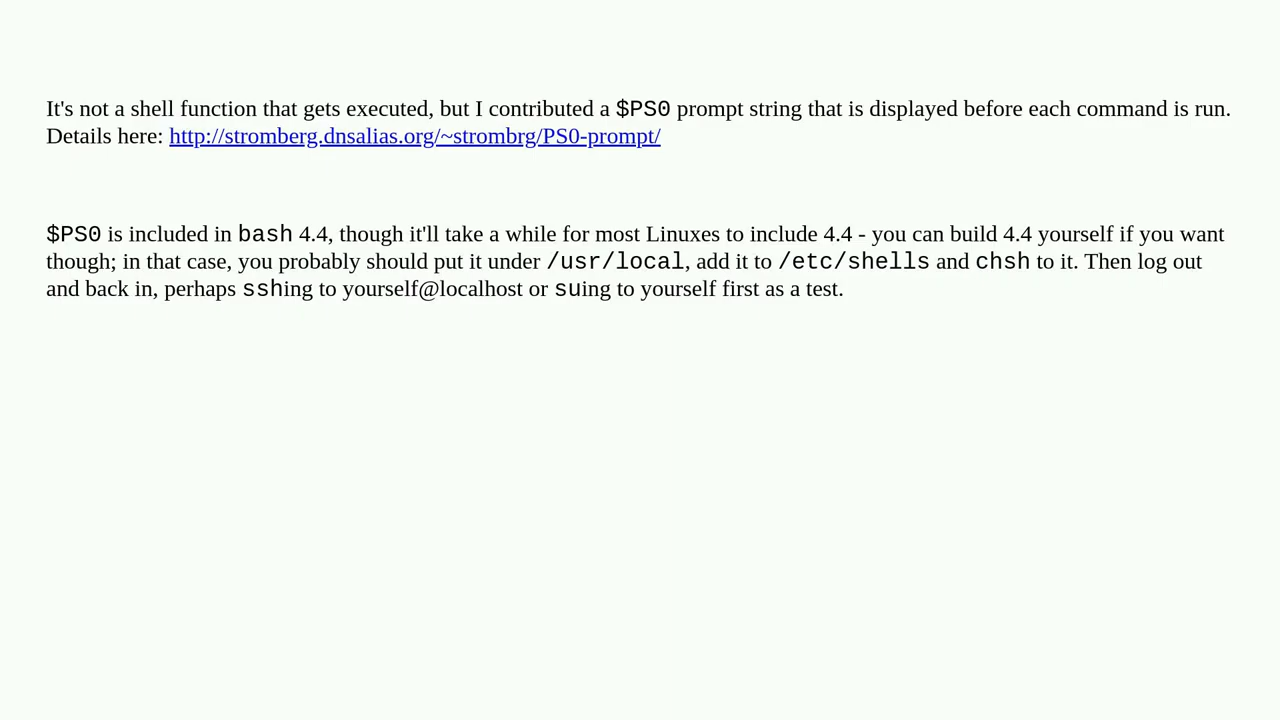 It's not a shell function that gets executed, but I contributed a $PS0 prompt string that is displayed before each command is run.
Details here: http://stromberg.dnsalias.org/~strombrg/PS0-prompt/
$PS0 is included in bash 4.4, though it'll take a while for most Linuxes to include 4.4 - you can build 4.4 yourself if you want
though; in that case, you probably should put it under /usr/local, add it to /etc/shells and chsh to it. Then log out
and back in, perhaps sshing to yourself@localhost or suing to yourself first as a test.